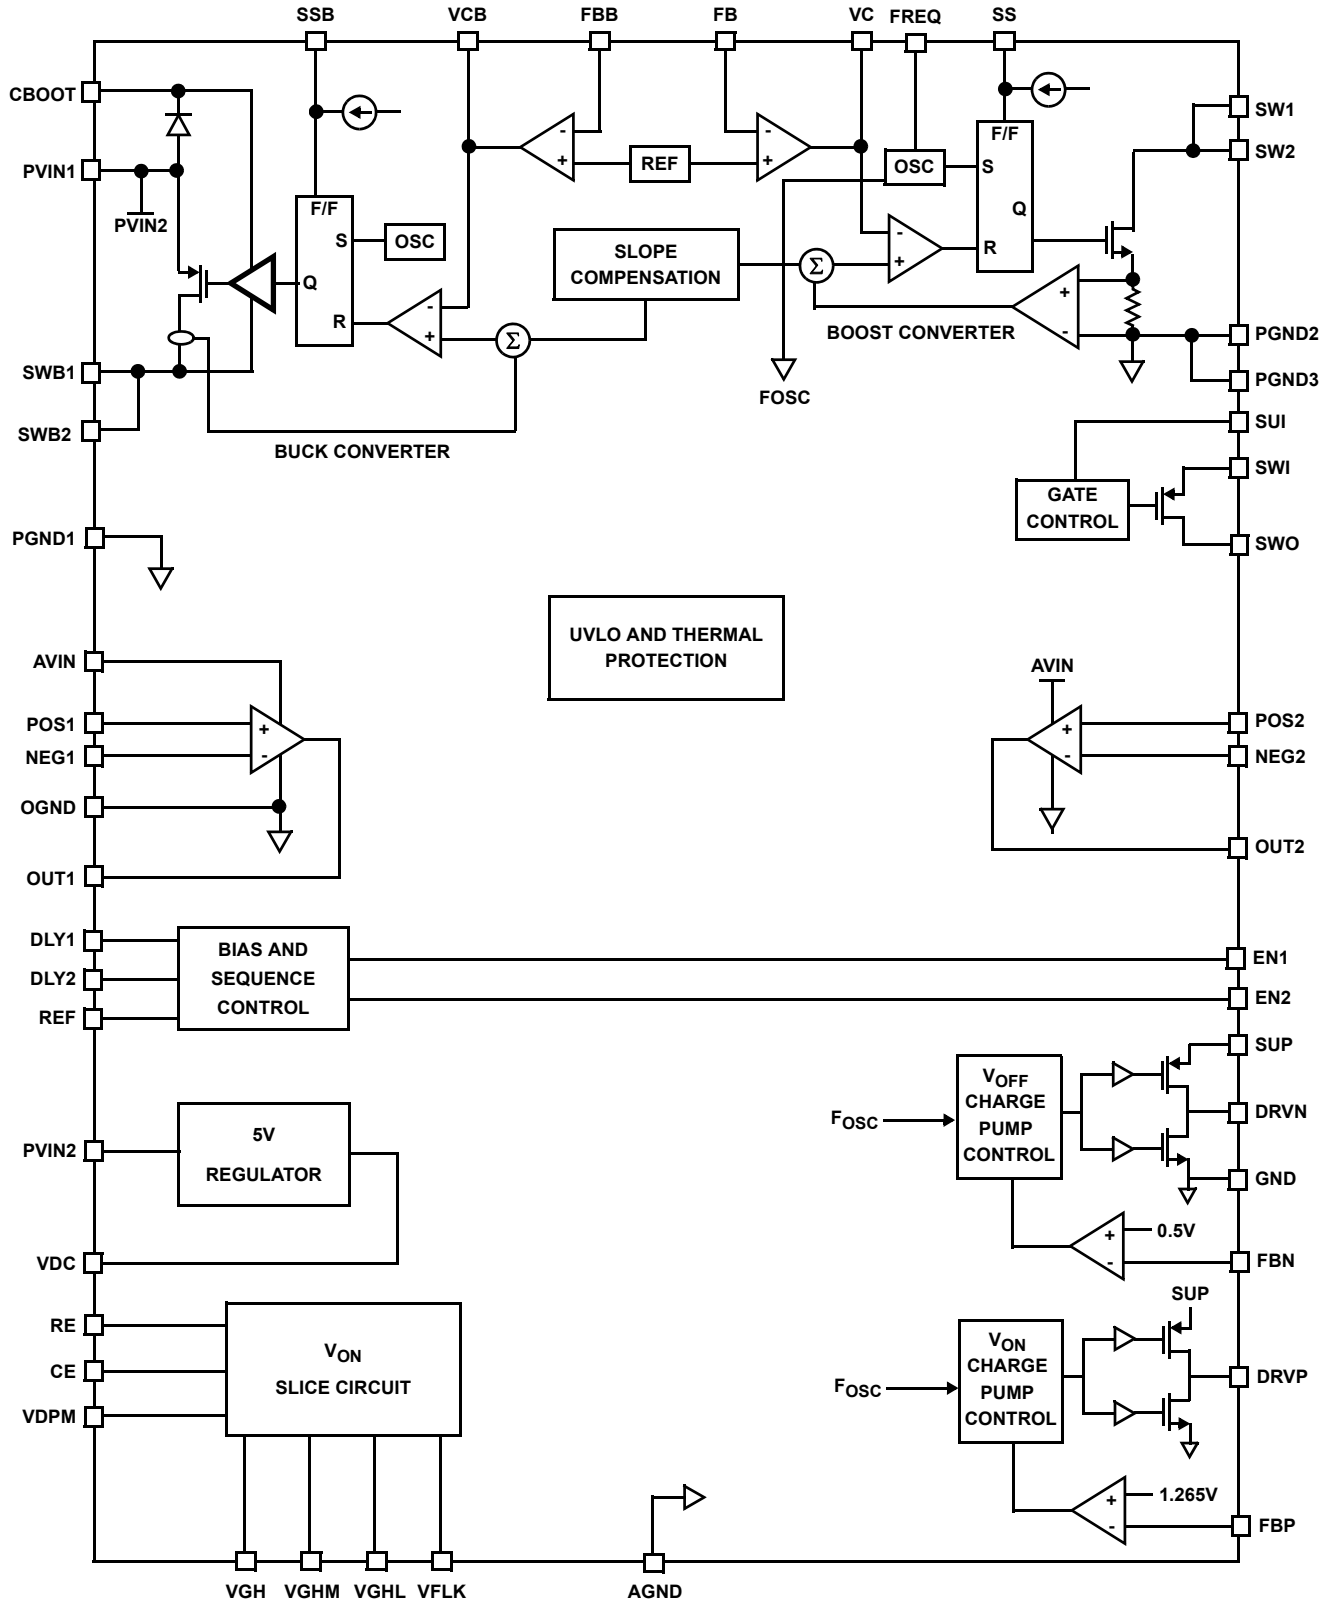 SSB VCB FBB FB VC FREQ SS
CBOOT
SW1
F/F
- - 
SW2
+ REF + OSC S
PVIN1
F/F
Q
PVIN2
S OSC
SLOPE
COMPENSATION
-
+
R
Σ
Q
+
-
R
-
+
Σ
BOOST CONVERTER
PGND2
SWB1
PGND3
FOSC
SWB2
SUI
BUCK CONVERTER
SWI
GATE
CONTROL
PGND1
SWO
UVLO AND THERMAL
PROTECTION
AVIN
AVIN
POS1
+
+
POS2
NEG1
-
-
NEG2
OGND
OUT2
OUT1
DLY1
BIAS AND
SEQUENCE
CONTROL
EN1
DLY2
EN2
REF
SUP
VOFF
CHARGE
PUMP
CONTROL
FOSC
DRVN
5V
REGULATOR
PVIN2
GND
+
0.5V
-
FBN
VDC
SUP
RE
VON
SLICE CIRCUIT
VON
CHARGE
PUMP
CONTROL
CE
FOSC
DRVP
VDPM
+
1.265V
-
FBP
VGH VGHM VGHL VFLK AGND